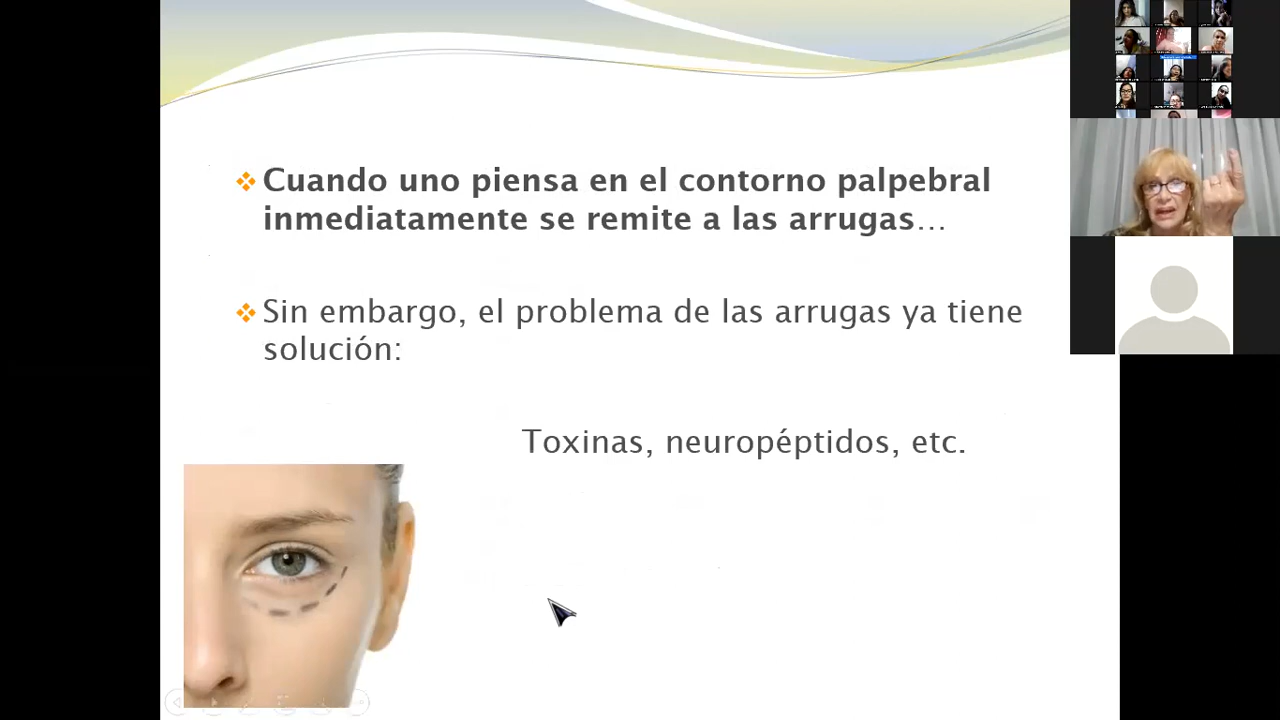 Cuando uno piensa en el contorno palpebral
inmediatamente se remite a las arrugas...
Sin embargo, el problema de las arrugas ya tiene
solución:
Toxinas, neuropéptidos, etc.